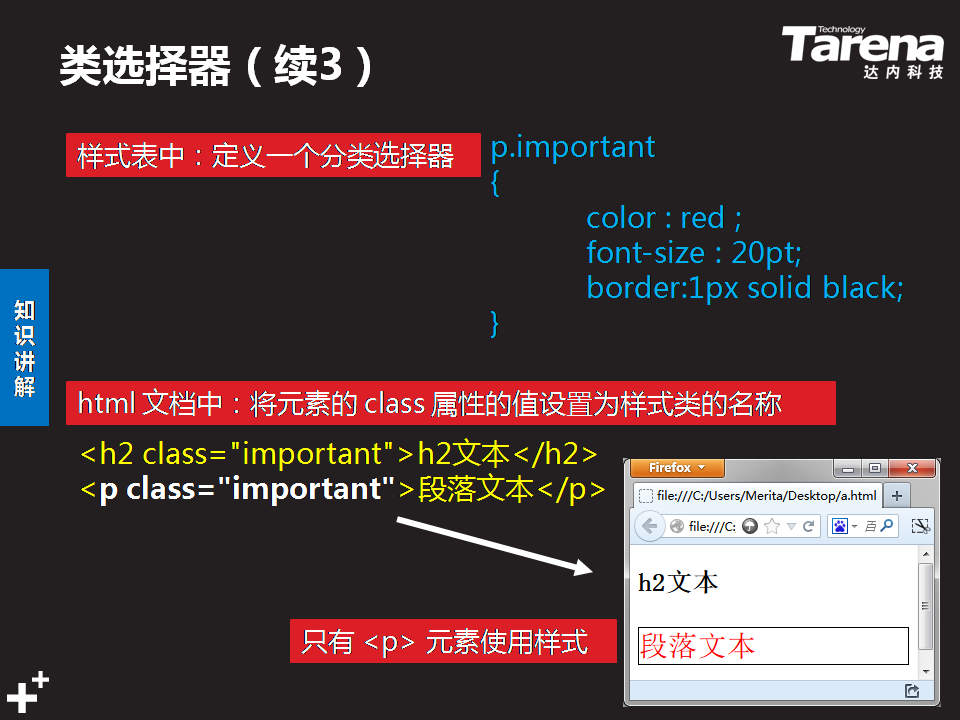 类选择器（续3）
Technology
Tarena
达内科技
样式表中：定义一个分类选择器
p.important
{
color : red ;
font-size : 20pt;
border:1px solid black;
}
知识讲解
html 文档中：将元素的 class 属性的值设置为样式类的名称
<h2 class="important">h2文本</h2>
<p class="important">段落文本</p>
只有 <p> 元素使用样式
Firefox
file:///C:/Users/Merita/Desktop/a.html
file:///C:
百
h2文本
段落文本